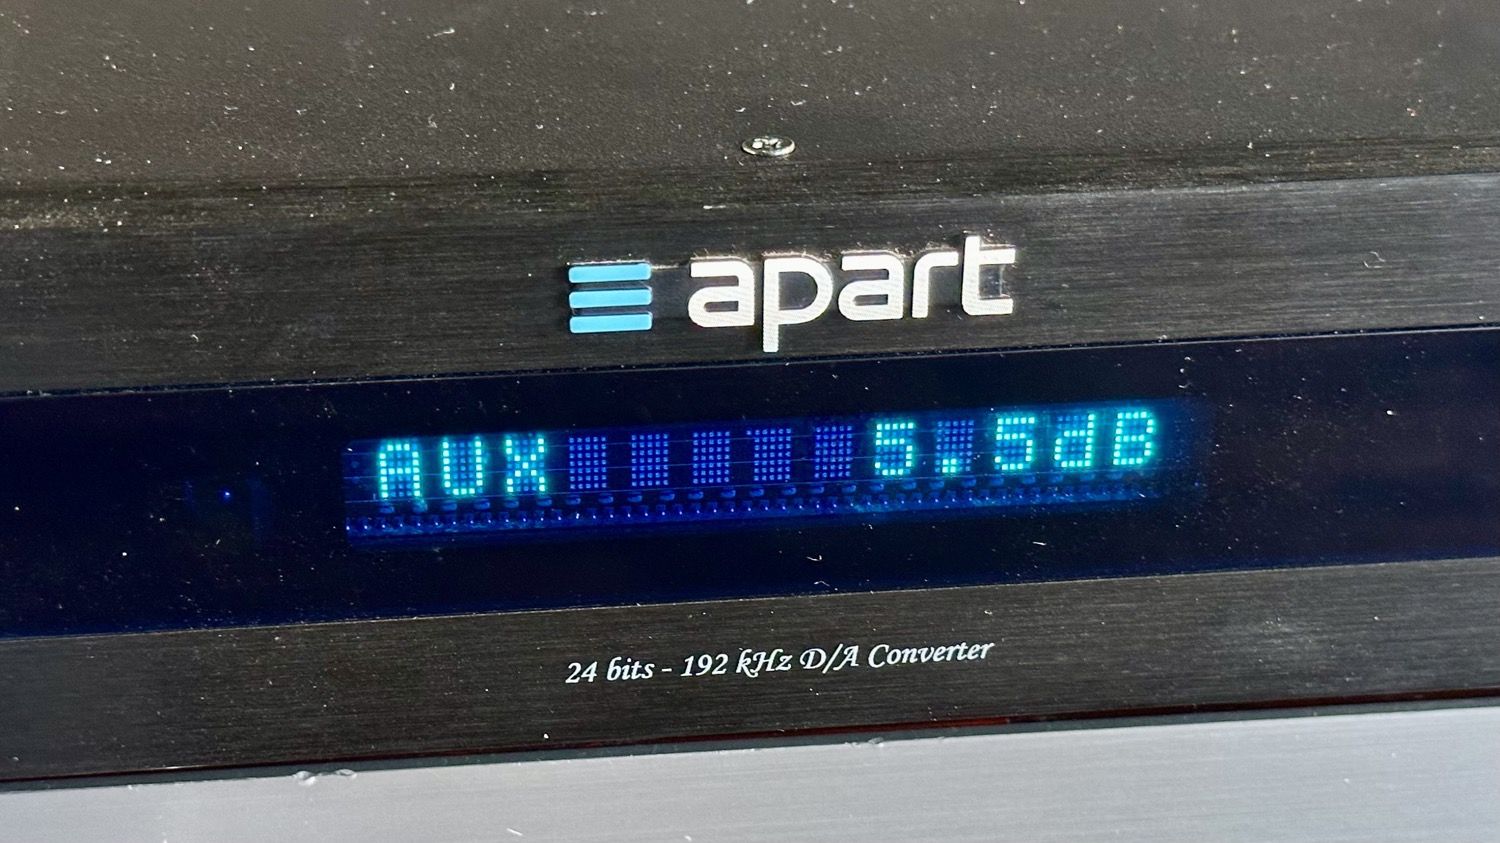 apart
AUX 5.5dB
24 bits - 192 kHz D/A Converter